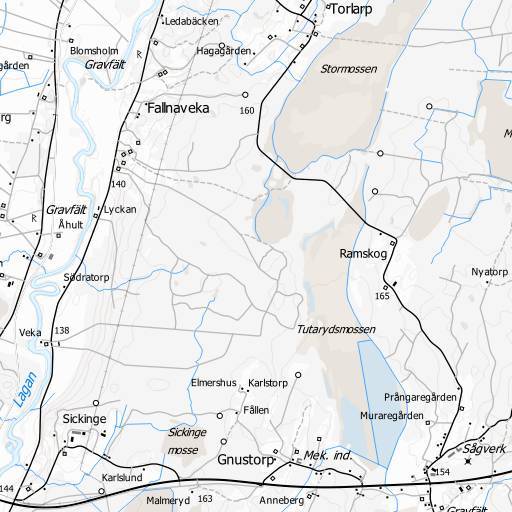 Torlarp
Ledabäcken
Blomsholm
Gravfält
Hagagården
gården
Stormossen
Fallnaveka
160
rg
M
140
R
Gravfält
Åhult
Lyckan
R
Ramskog
Södratorp
Nyatorp
165
Veka
138
Tutarydsmossen
Lagan
Elmershus
Karlstorp
Prångaregården
Fållen
Muraregården
Sickinge
Sickinge
mosse
Gnustorp
Mek. ind.
Sågverk
154
Karlslund
144
Malmeryd
163
Anneberg
Gravfält